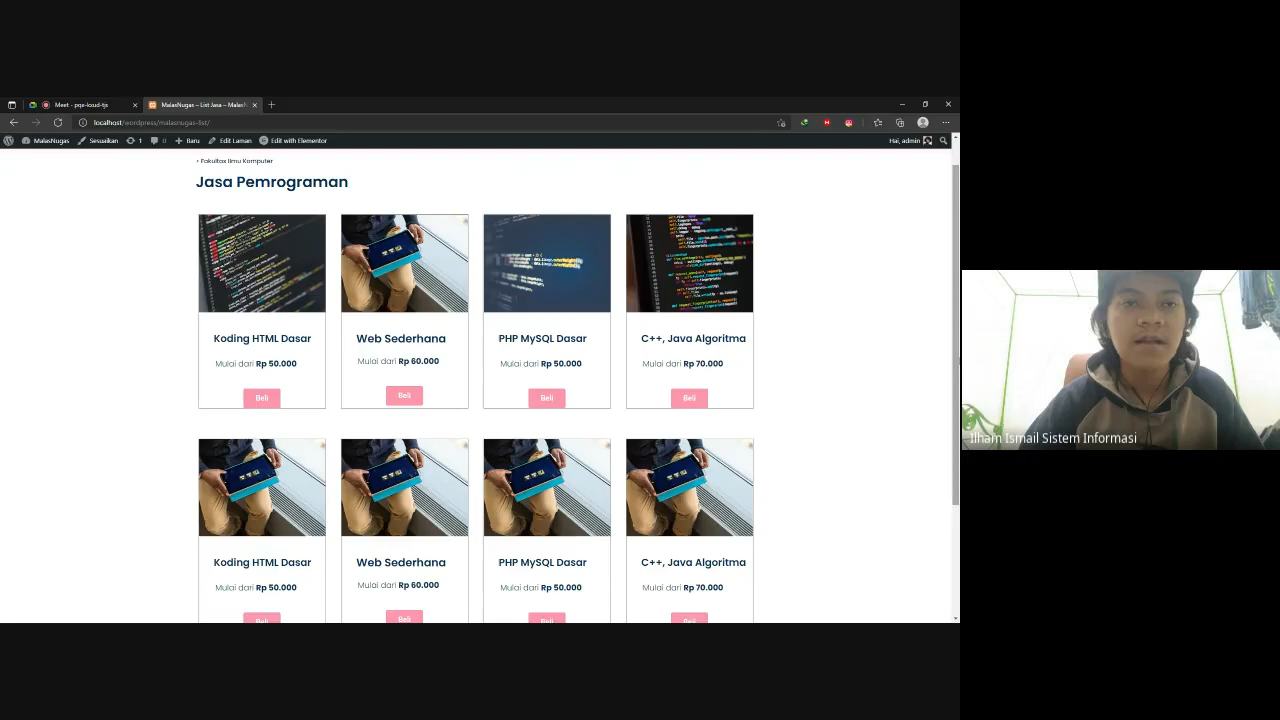 Meet - pqe-loud-tjs
MalasNugas – List Jasa – MalasN
localhost/wordpress/malasnugas-list/
MalasNugas Sesuaikan 1 0 Baru Edit Laman Edit with Elementor Hai, admin
Fakultas Ilmu Komputer
Jasa Pemrograman
Koding HTML Dasar Web Sederhana PHP MySQL Dasar C++, Java Algoritma
Mulai dari Rp 50.000 Mulai dari Rp 60.000 Mulai dari Rp 50.000 Mulai dari Rp 70.000
Beli Beli Beli Beli
Koding HTML Dasar Web Sederhana PHP MySQL Dasar C++, Java Algoritma
Mulai dari Rp 50.000 Mulai dari Rp 60.000 Mulai dari Rp 50.000 Mulai dari Rp 70.000
Beli Beli Beli Beli
Ilham Ismail Sistem Informasi